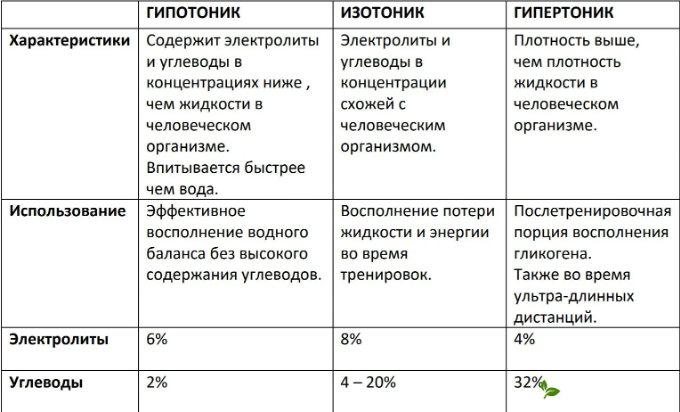 ГИПОТОНИК ИЗОТОНИК ГИПЕРТОНИК
Характеристики
Содержит электролиты
и углеводы в
концентрациях ниже ,
чем жидкости в
человеческом
организме.
Впитывается быстрее
чем вода.
Электролиты и
углеводы в
концентрации
схожей с
человеческим
организмом.
Плотность выше,
чем плотность
жидкости в
человеческом
организме.
Использование
Эффективное
восполнение водного
баланса без высокого
содержания углеводов.
Восполнение потери
жидкости и энергии
во время
тренировок.
Послетренировочная
порция восполнения
гликогена.
Также во время
ультра-длинных
дистанций.
Электролиты 6% 8% 4%
Углеводы 2% 4 – 20% 32%